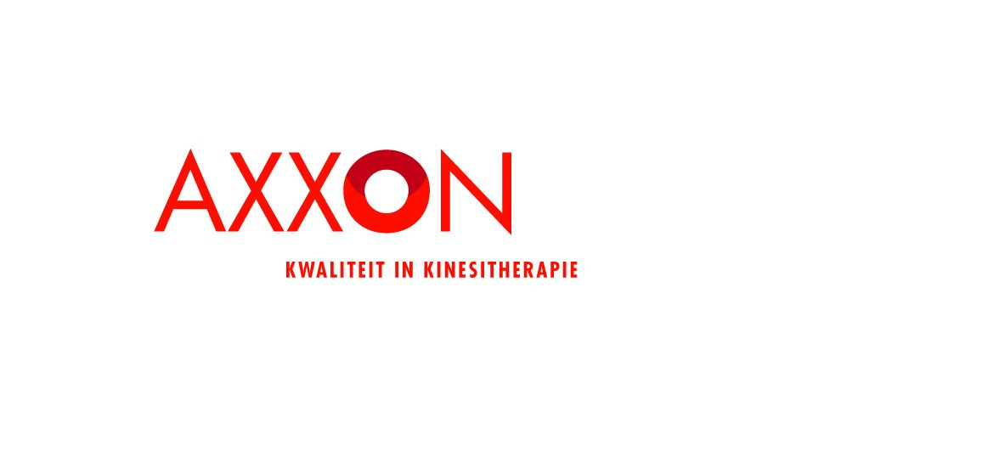 AXXON
KWALITEIT IN KINESITHERAPIE